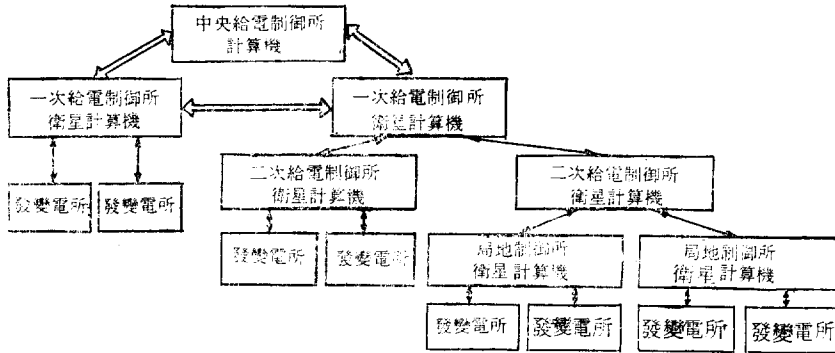 中央給電制御所
計算機
一次給電制御所
衛星計算機
一次給電制御所
衛星計算機
二次給電制御所
衛星計算機
二次給電制御所
衛星計算機
發變電所
發變電所
發變電所
發變電所
局地制御所
衛星計算機
局地制御所
衛星計算機
發變電所
發變電所
發變電所
發變電所